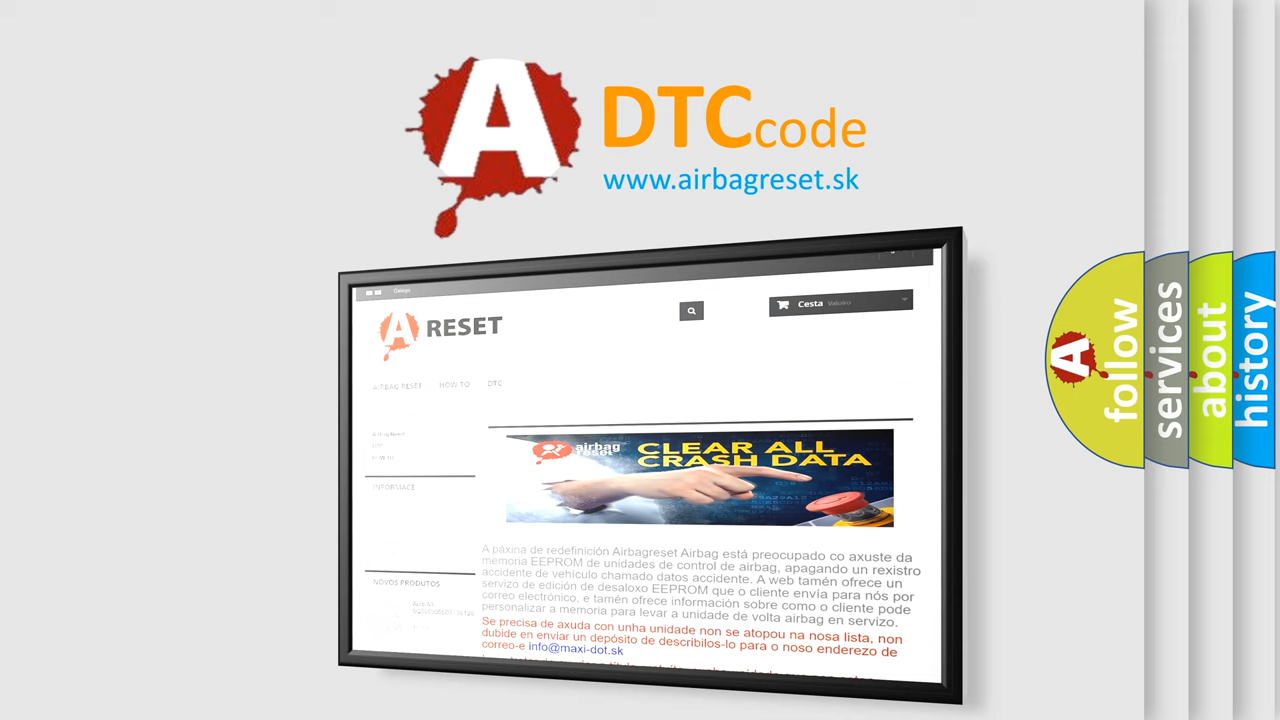 A DTCcode
www.airbagreset.sk
Galego
A RESET
Cesta Valeiro
AIRBAG RESET HOW TO DTC
HOW TO
INFORMACE
airbag
reset
CLEAR ALL
CRASH DATA
A páxina de redefinición Airbagreset Airbag está preocupado co axuste da
memoria EEPROM de unidades de control de airbag, apagando un rexistro
accidente de vehículo chamado datos accidente. A web tamén ofrece un
servizo de edición de desaloxo EEPROM que o cliente envía para nós por
correo electrónico, e tamén ofrece información sobre como o cliente pode
personalizar a memoria para levar a unidade de volta airbag en servizo.
Se precisa de axuda con unha unidade non se atopou na nosa lista, non
dubide en enviar un depósito de describilos-lo para o noso enderezo de
correo-e info@maxi-dot.sk
NOVOS PRODUTOS
A follow
services
about
history